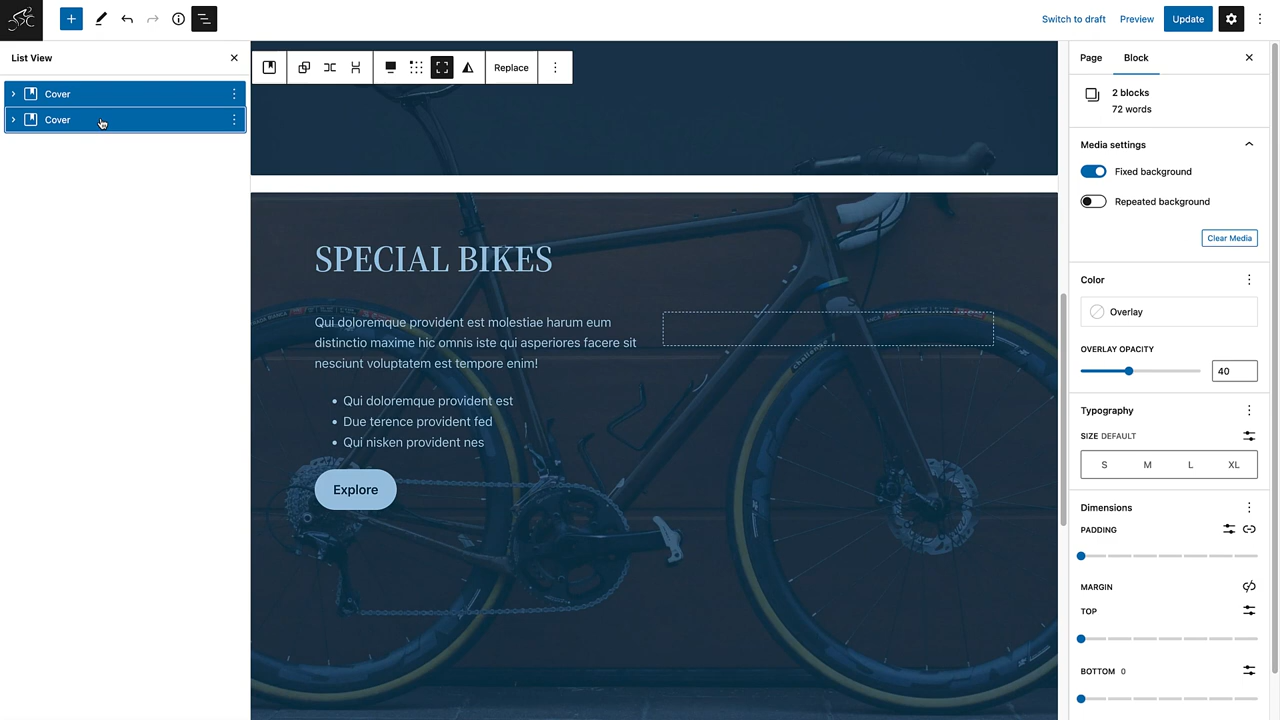 Switch to draft
Preview
Update
List View
Cover
Cover
Replace
Page
Block
2 blocks
72 words
Media settings
Fixed background
Repeated background
Clear Media
Color
Overlay
OVERLAY OPACITY
40
Typography
SIZE DEFAULT
S M L XL
Dimensions
PADDING
MARGIN
TOP
BOTTOM 0
SPECIAL BIKES
Qui doloremque provident est molestiae harum eum
distinctio maxime hic omnis iste qui asperiores facere sit
nesciunt voluptatem est tempore enim!
• Qui doloremque provident est
• Due terence provident fed
• Qui nisken provident nes
Explore